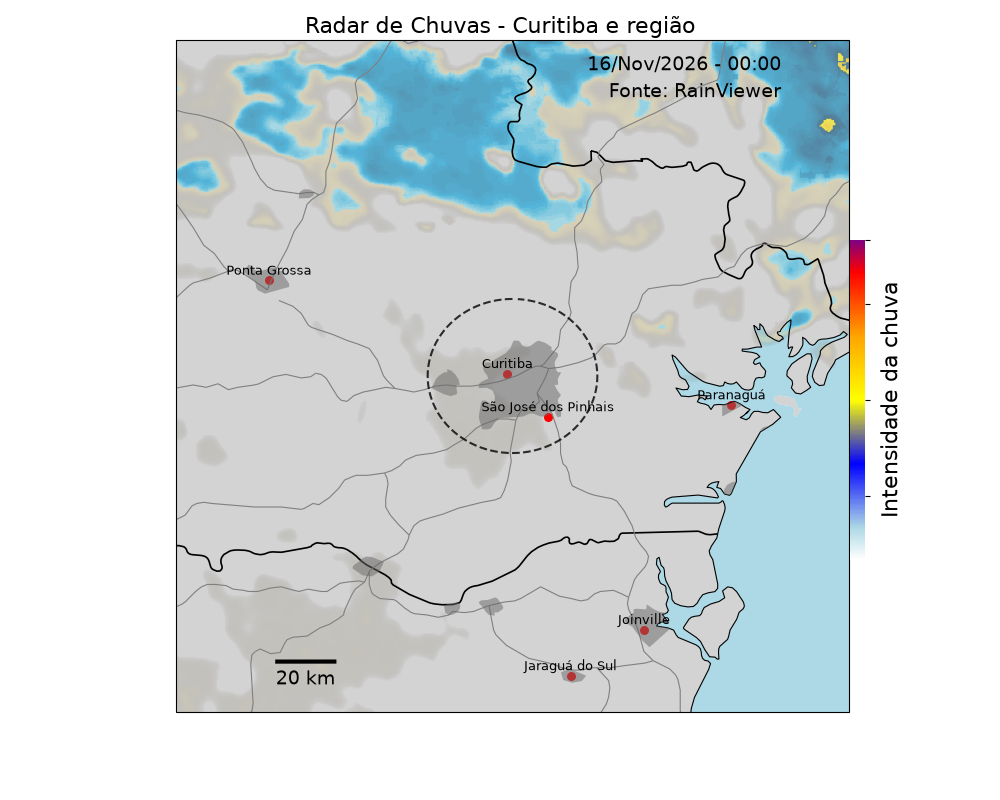 Radar de Chuvas - Curitiba e região
16/Nov/2026 - 00:00
Fonte: RainViewer
Ponta Grossa
Curitiba
São José dos Pinhais
Paranaguá
Intensidade da chuva
Joinville
Jaraguá do Sul
20 km